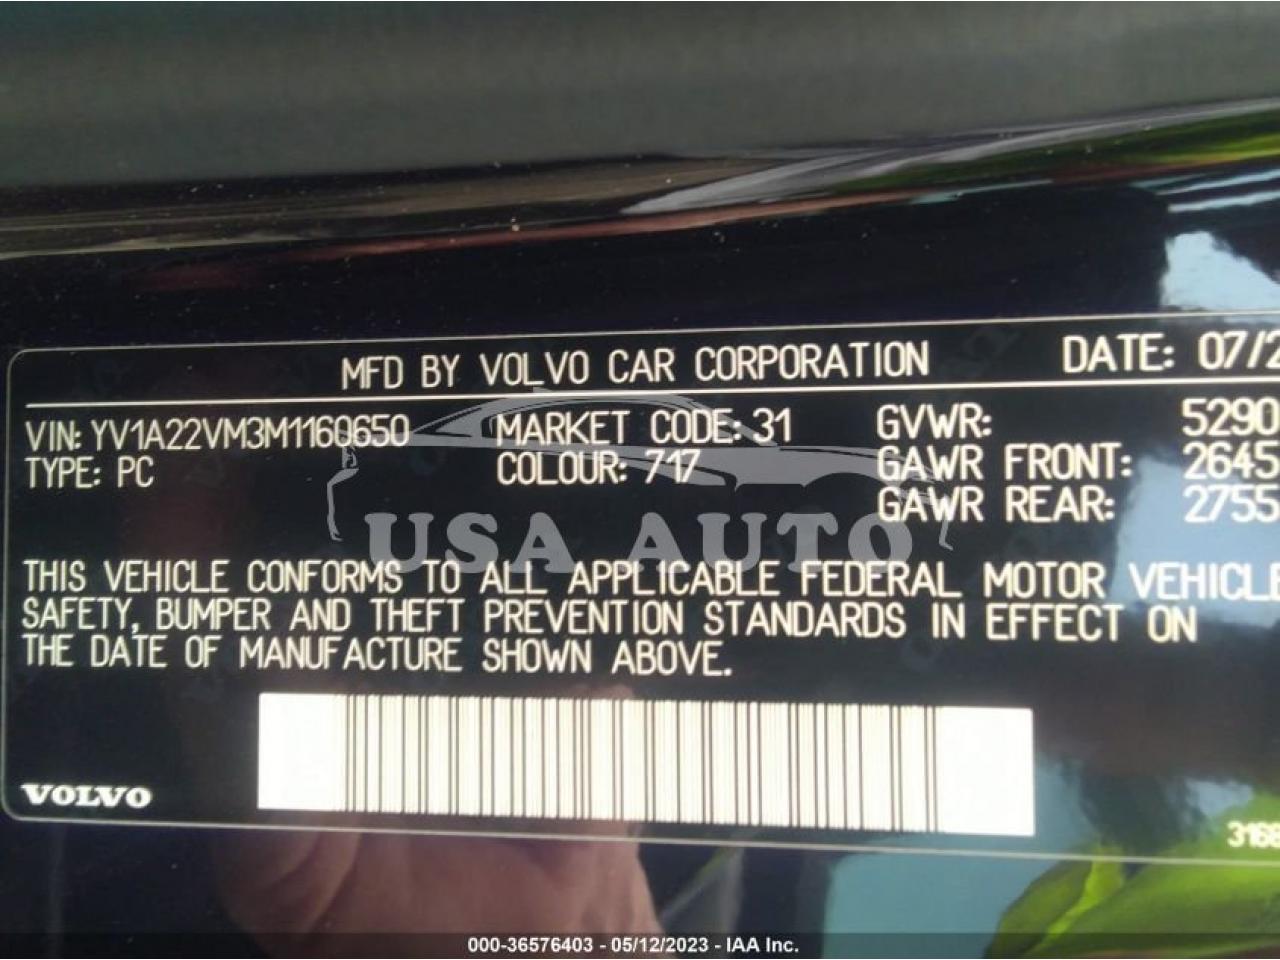 MFD BY VOLVO CAR CORPORATION DATE: 07/2
VIN: YV1A22VM3M1160650 MARKET CODE: 31 GVWR: 5290
TYPE: PC COLOUR: 717 GAWR FRONT: 2645
GAWR REAR: 2755
USA AUTO
THIS VEHICLE CONFORMS TO ALL APPLICABLE FEDERAL MOTOR VEHICLE
SAFETY, BUMPER AND THEFT PREVENTION STANDARDS IN EFFECT ON
THE DATE OF MANUFACTURE SHOWN ABOVE.
VOLVO
000-36576403 - 05/12/2023 - IAA Inc.